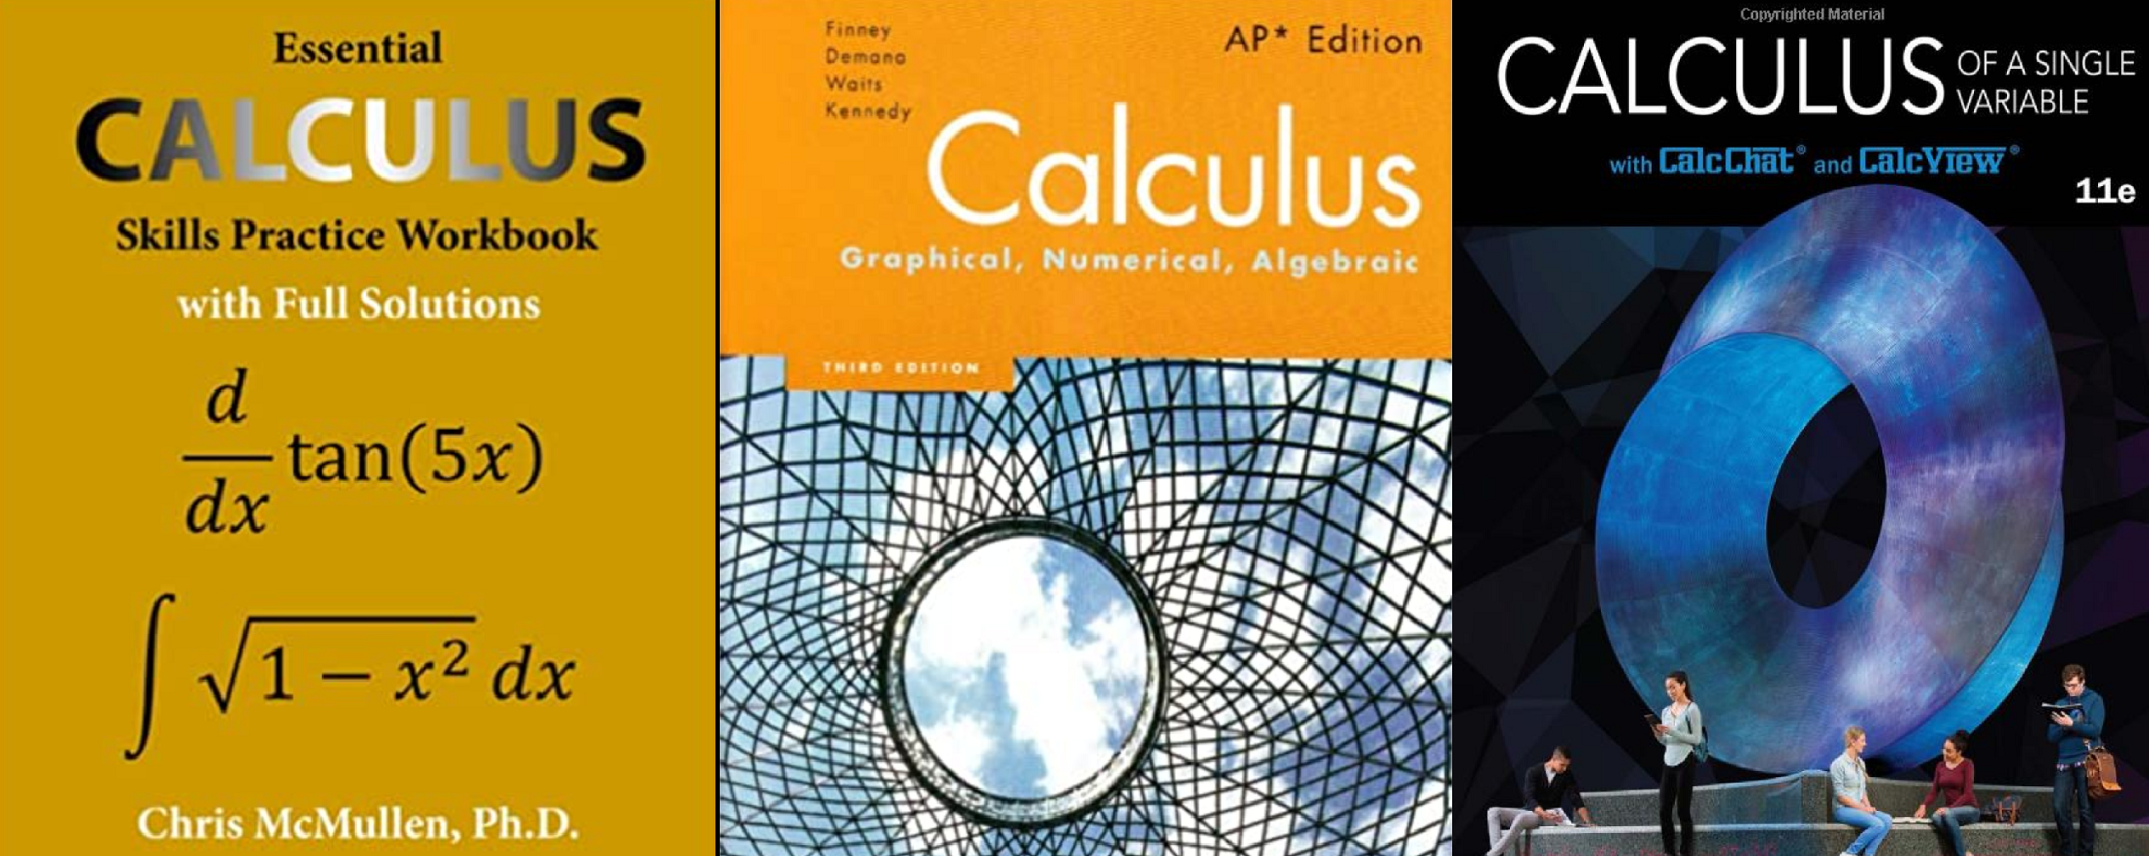 Essential
CALCULUS
Skills Practice Workbook
with Full Solutions
d
dx
tan(5x)
∫ √1 − x² dx
Chris McMullen, Ph.D.
Finney
Demana
Waits
Kennedy
AP* Edition
Calculus
Graphical, Numerical, Algebraic
THIRD EDITION
Copyrighted Material
CALCULUS OF A SINGLE
VARIABLE
with CalcChat® and CalcView®
11e